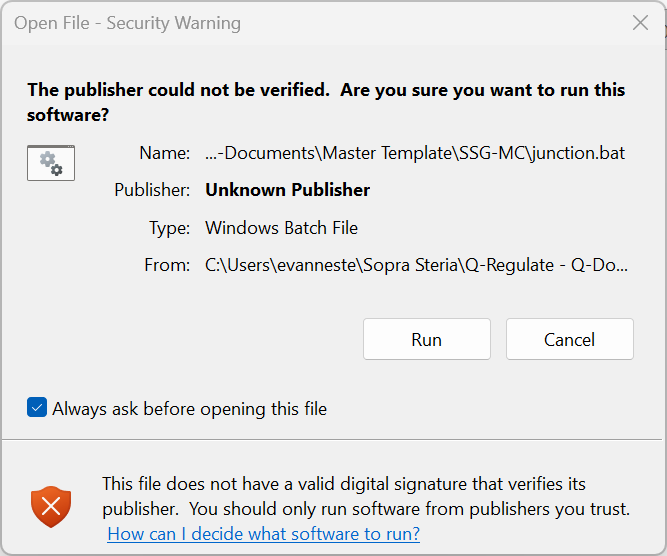 Open File - Security Warning
The publisher could not be verified.  Are you sure you want to run this
software?
Name: ...-Documents\Master Template\SSG-MC\junction.bat
Publisher: Unknown Publisher
Type: Windows Batch File
From: C:\Users\evanneste\Sopra Steria\Q-Regulate - Q-Do...
Run Cancel
Always ask before opening this file
This file does not have a valid digital signature that verifies its
publisher.  You should only run software from publishers you trust.
How can I decide what software to run?